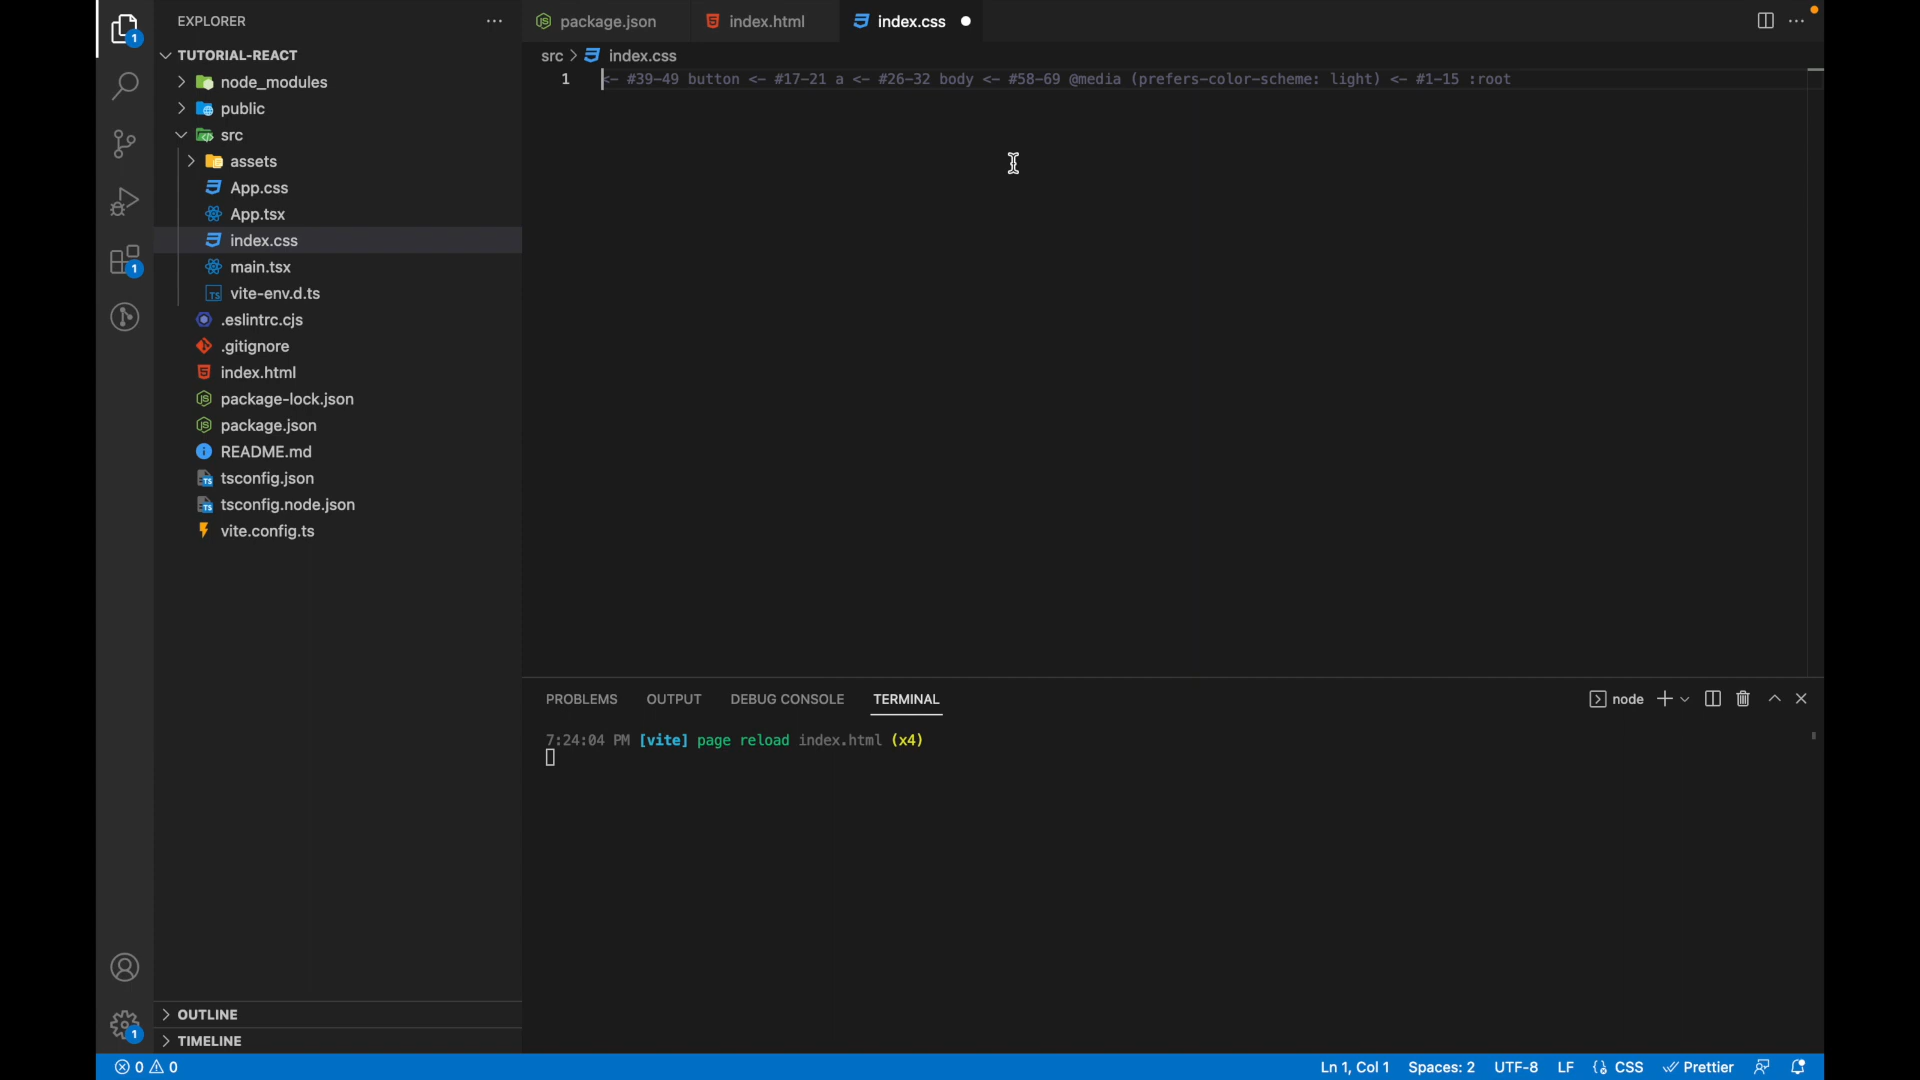 EXPLORER
TUTORIAL-REACT
node_modules
public
src
assets
App.css
App.tsx
index.css
main.tsx
vite-env.d.ts
.eslintrc.cjs
.gitignore
index.html
package-lock.json
package.json
README.md
tsconfig.json
tsconfig.node.json
vite.config.ts
OUTLINE
TIMELINE
package.json index.html index.css
src > index.css
1 <- #39-49 button <- #17-21 a <- #26-32 body <- #58-69 @media (prefers-color-scheme: light) <- #1-15 :root
PROBLEMS OUTPUT DEBUG CONSOLE TERMINAL node
7:24:04 PM [vite] page reload index.html (x4)
0 0 Ln 1, Col 1 Spaces: 2 UTF-8 LF {} CSS Prettier